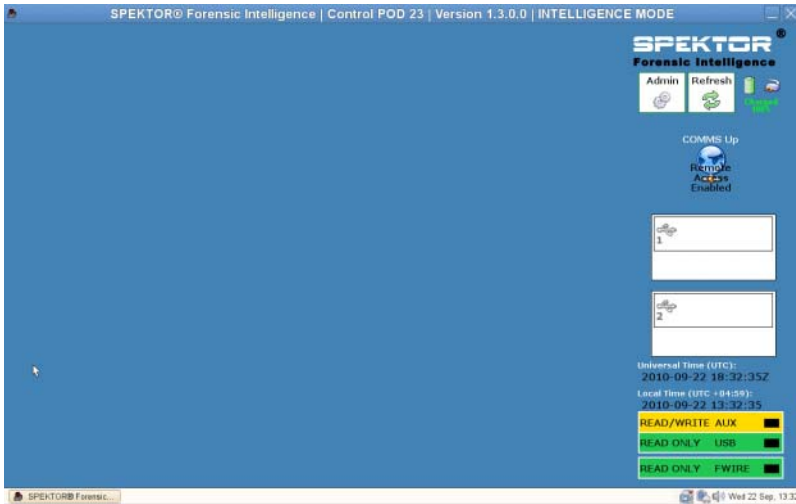 SPEKTOR® Forensic Intelligence | Control POD 23 | Version 1.3.0.0 | INTELLIGENCE MODE
SPEKTOR®
Forensic Intelligence
Admin
Refresh
COMMS Up
Remote
Access
Enabled
1
2
Universal Time (UTC):
2010-09-22 18:32:35Z
Local Time (UTC +04:59):
2010-09-22 13:32:35
READ/WRITE AUX
READ ONLY USB
READ ONLY FWIRE
SPEKTOR® Forensic...
Wed 22 Sep, 13:32